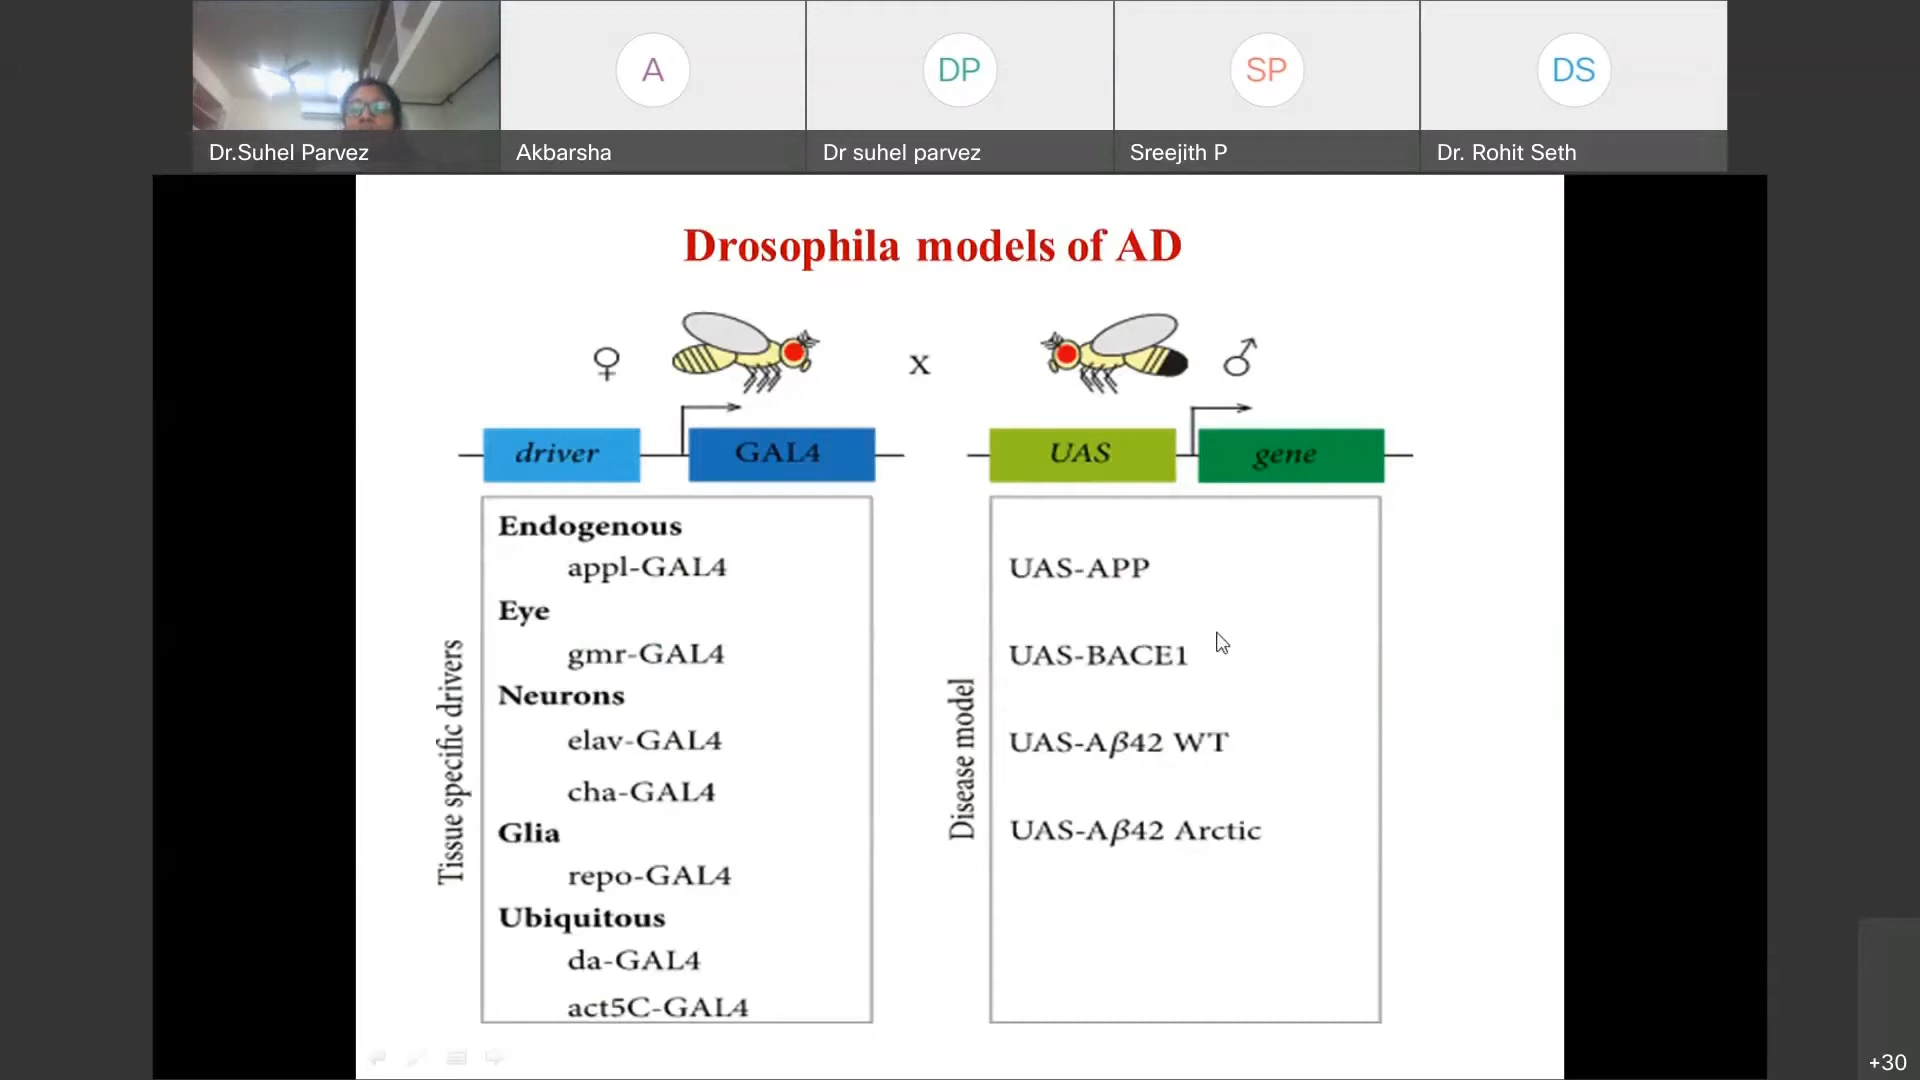 A
DP
SP
DS
Dr.Suhel Parvez
Akbarsha
Dr suhel parvez
Sreejith P
Dr. Rohit Seth
Drosophila models of AD
♀
x
♂
driver
GAL4
UAS
gene
Tissue specific drivers
Endogenous
appl-GAL4
Eye
gmr-GAL4
Neurons
elav-GAL4
cha-GAL4
Glia
repo-GAL4
Ubiquitous
da-GAL4
act5C-GAL4
Disease model
UAS-APP
UAS-BACE1
UAS-Aβ42 WT
UAS-Aβ42 Arctic
+30